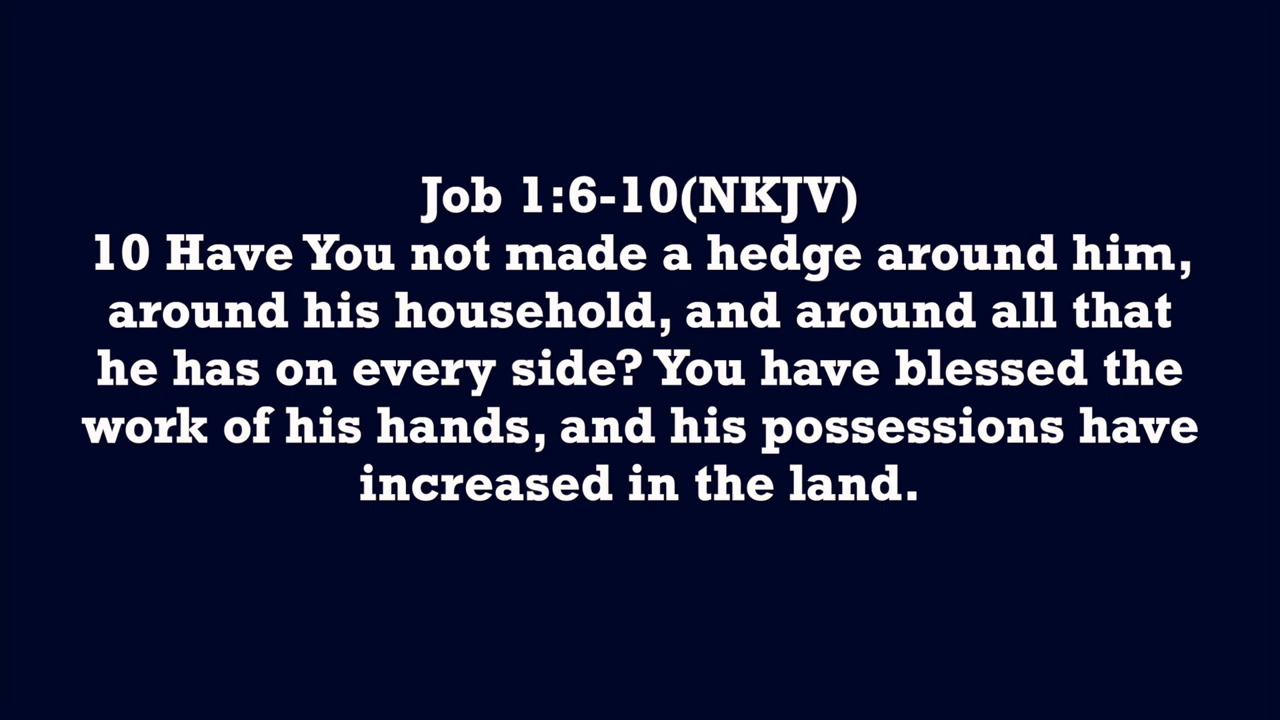 Job 1:6-10(NKJV)
10 Have You not made a hedge around him,
around his household, and around all that
he has on every side? You have blessed the
work of his hands, and his possessions have
increased in the land.